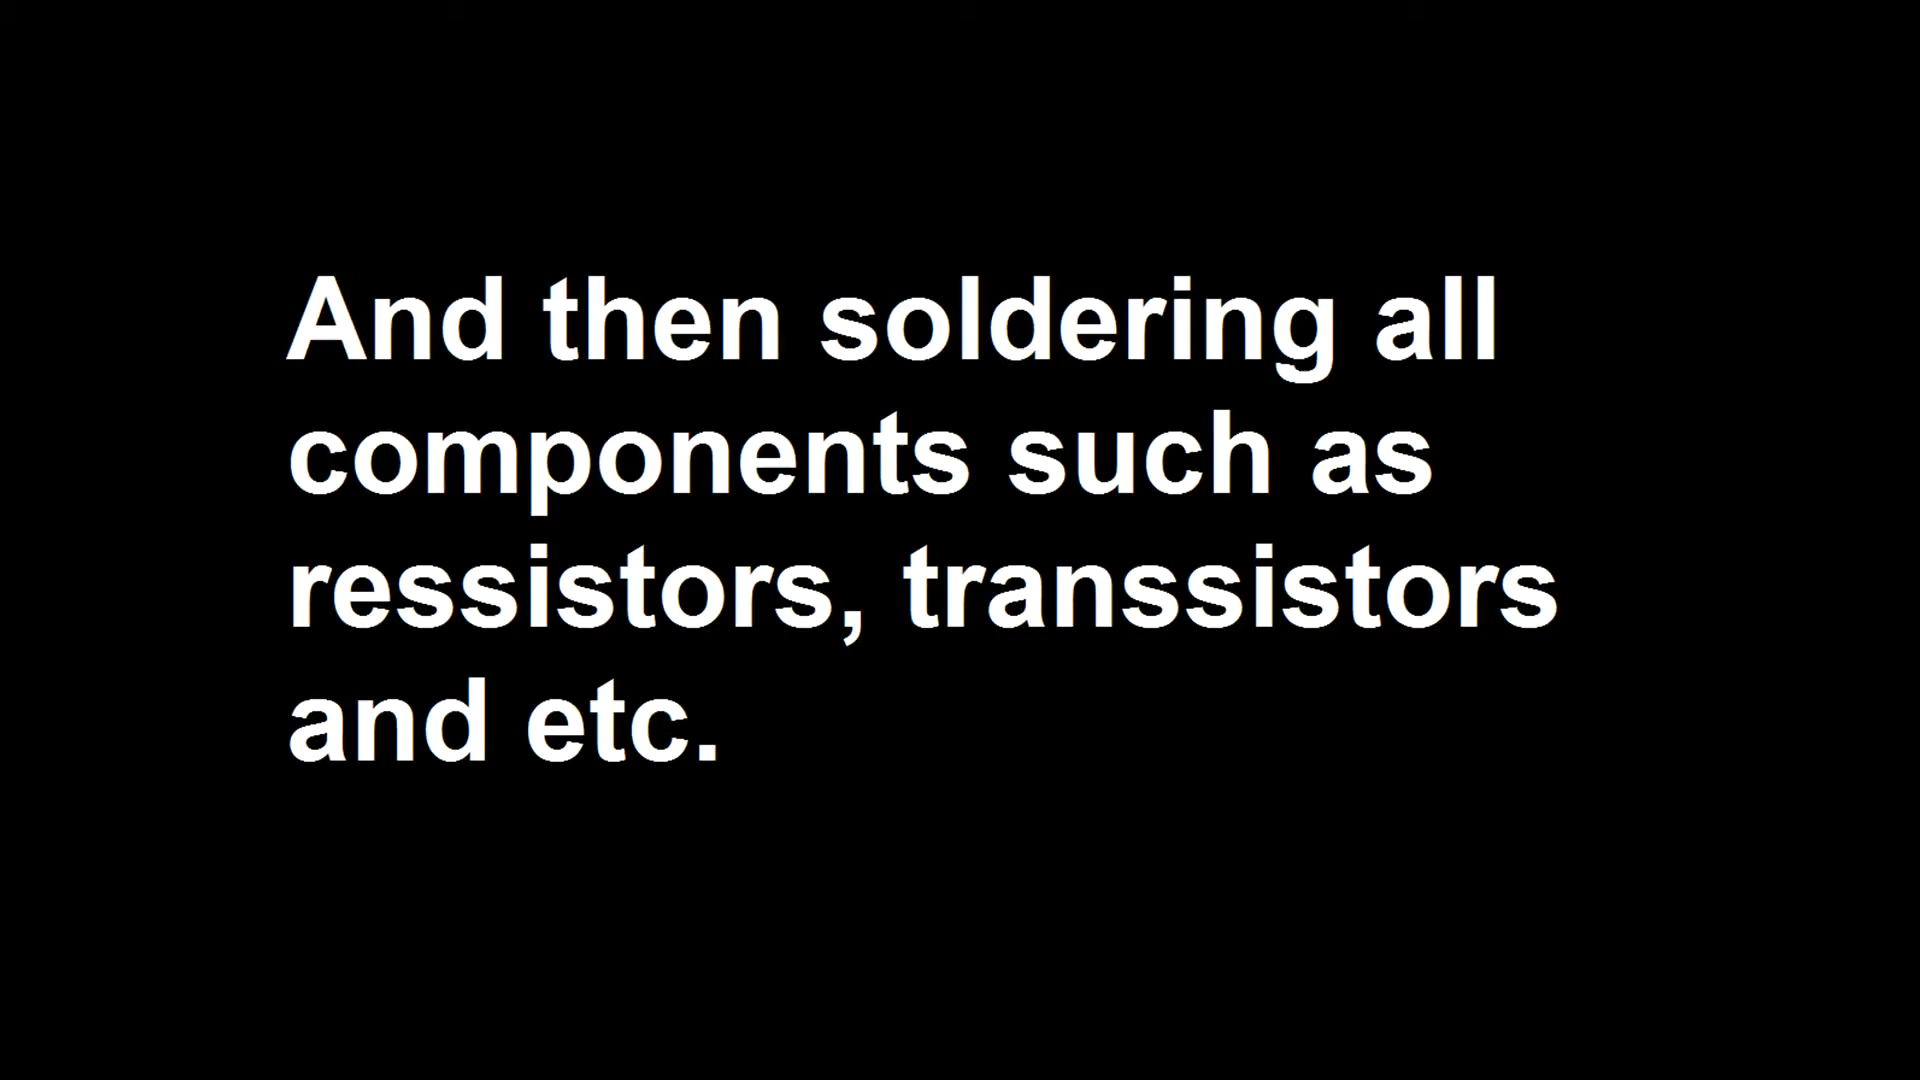 And then soldering all
components such as
ressistors, transsistors
and etc.